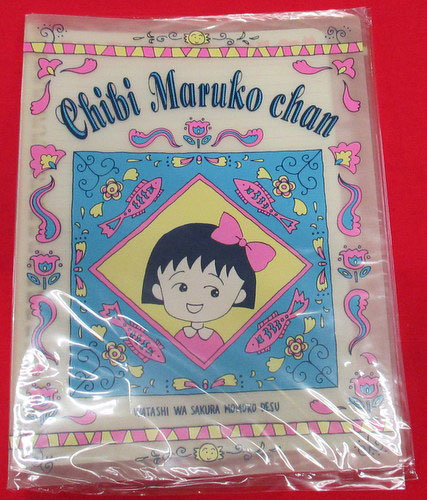 Chibi Maruko chan
WATASHI WA SAKURA MOMOKO DESU